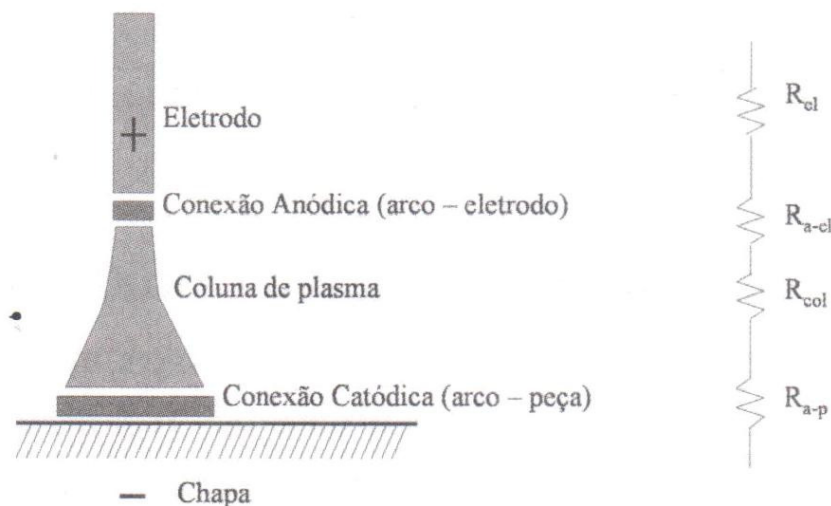 R_el
Eletrodo
+
Conexão Anódica (arco – eletrodo)
R_a-el
Coluna de plasma
R_col
Conexão Catódica (arco – peça)
R_a-p
– Chapa